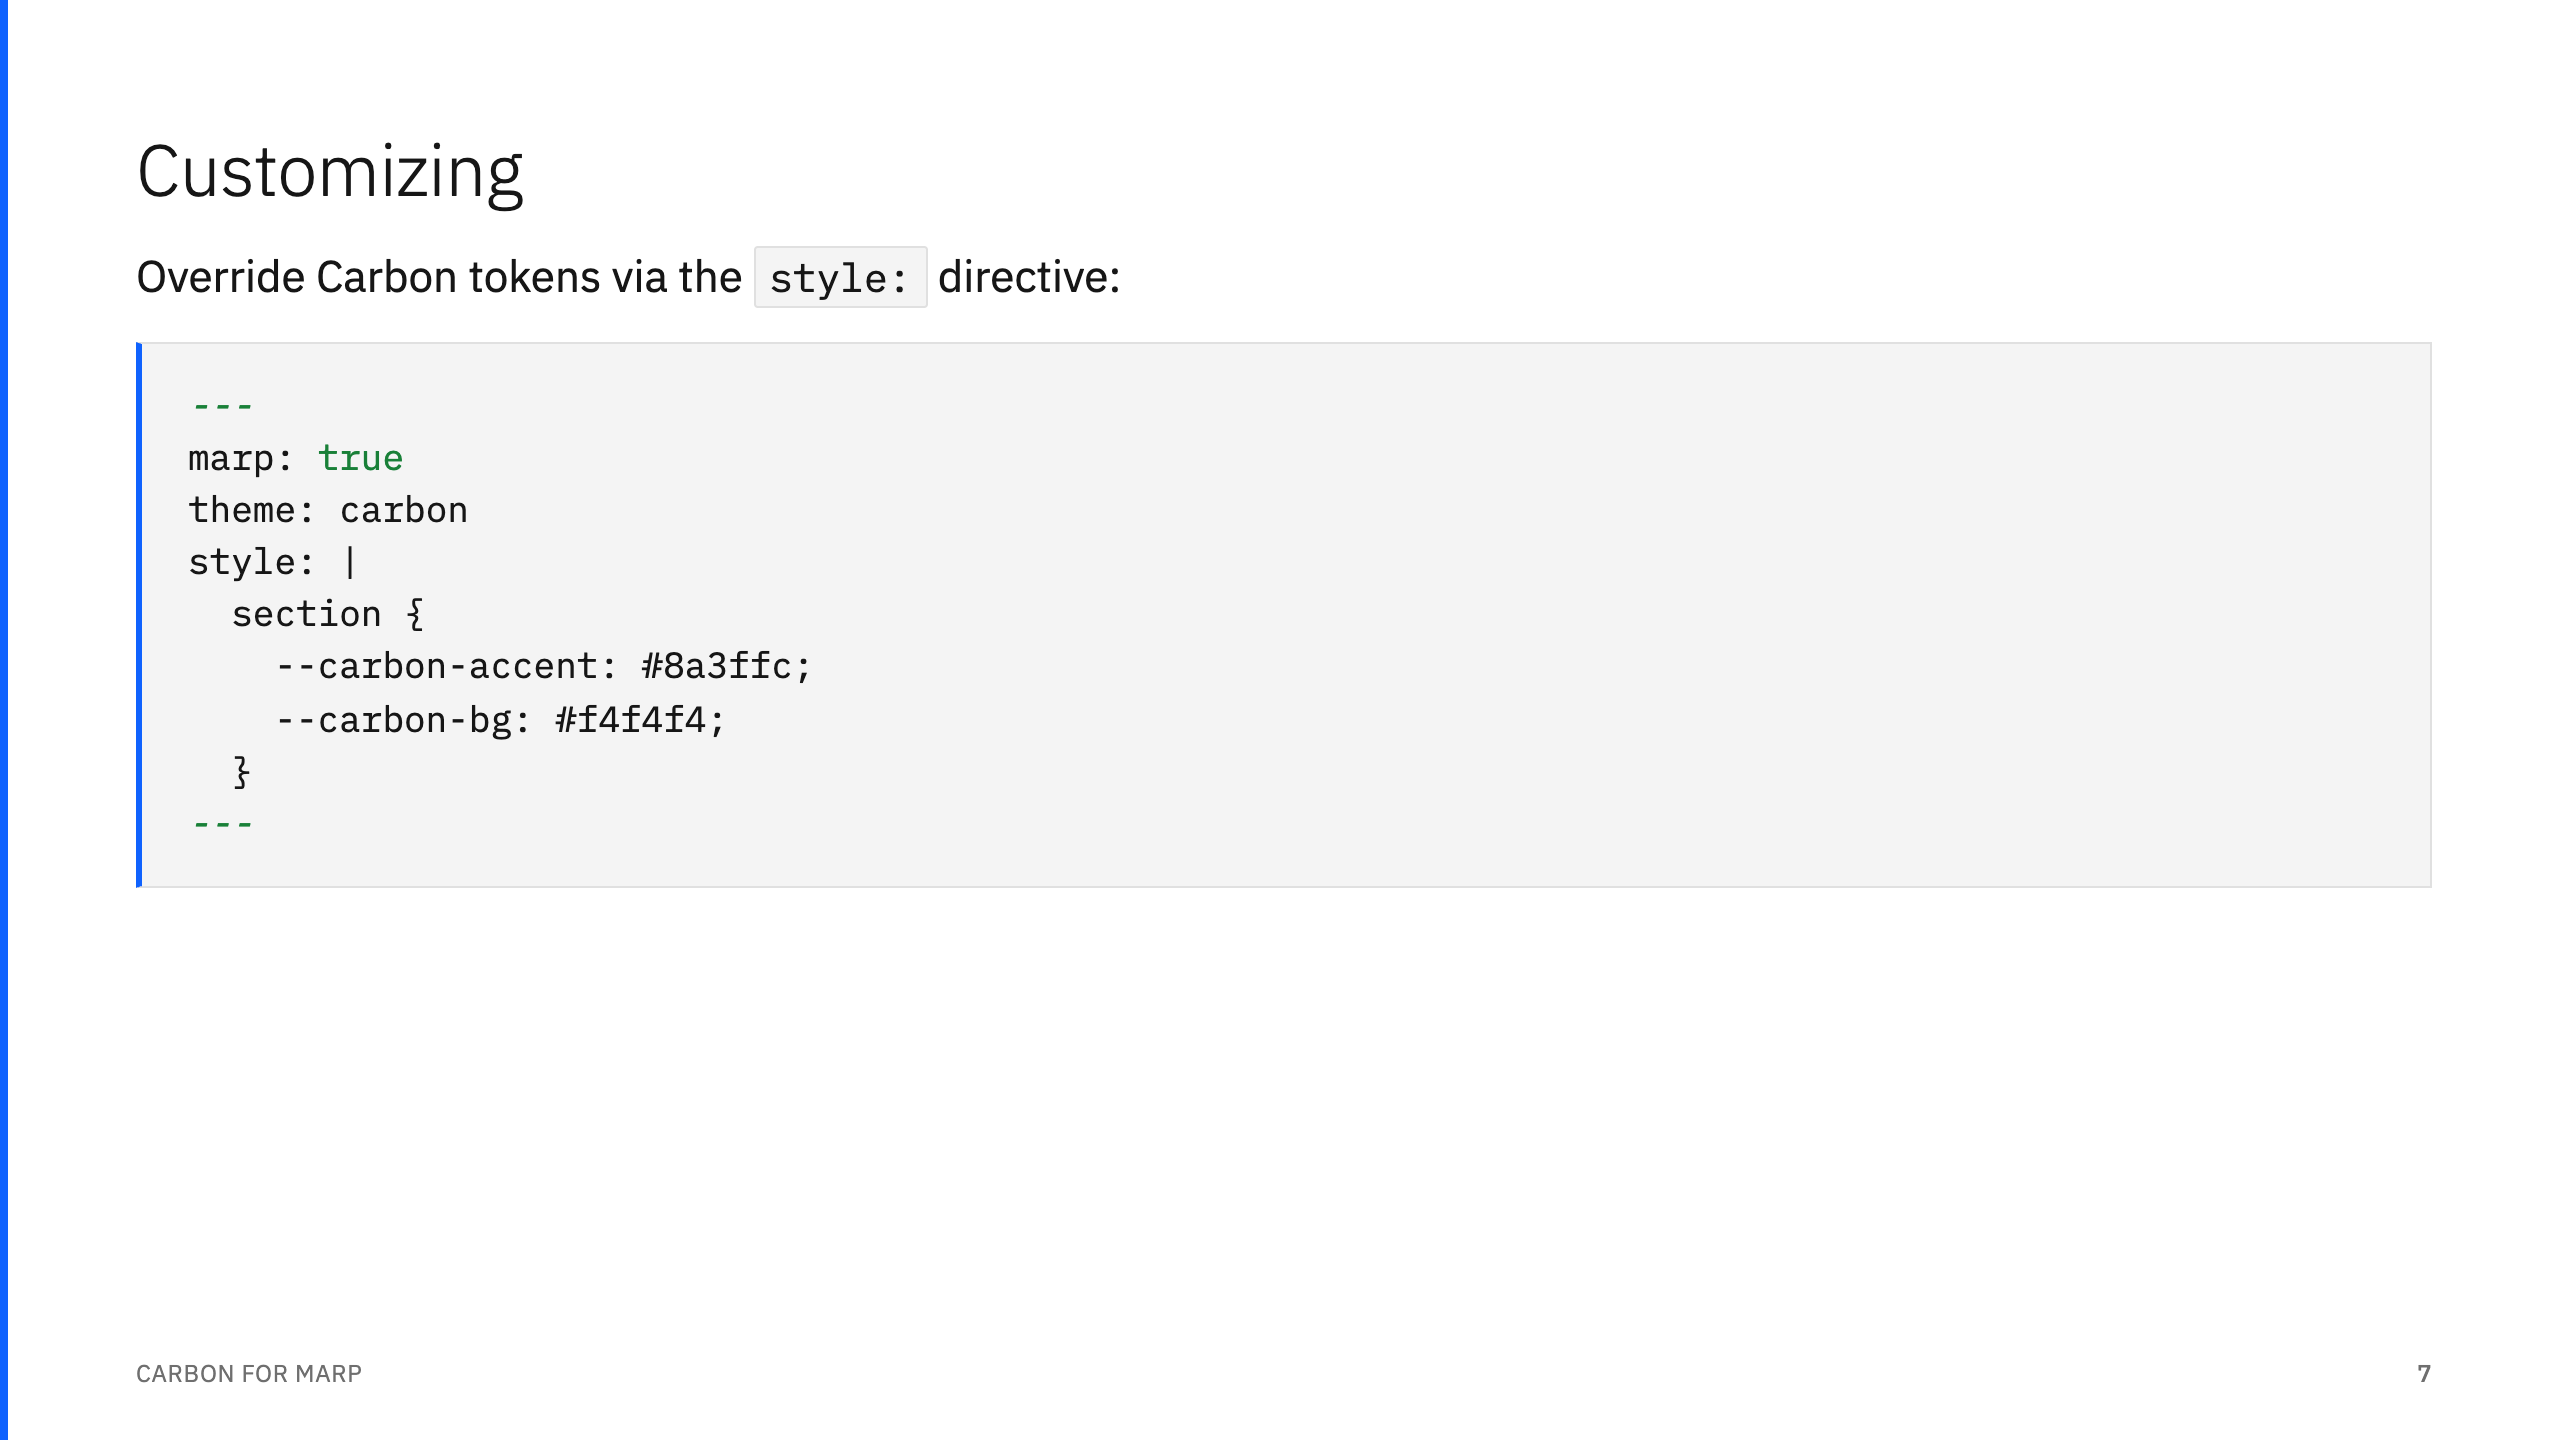 Customizing
Override Carbon tokens via the style: directive:
---
marp: true
theme: carbon
style: |
  section {
    --carbon-accent: #8a3ffc;
    --carbon-bg: #f4f4f4;
  }
---
CARBON FOR MARP
7